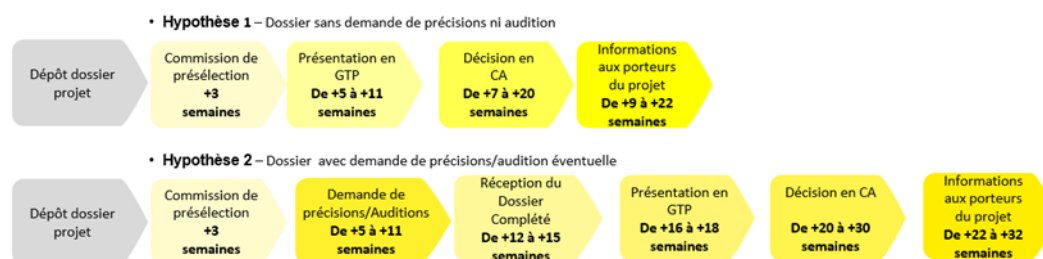 • Hypothèse 1 – Dossier sans demande de précisions ni audition
Dépôt dossier
projet
Commission de
présélection
+3
semaines
Présentation en
GTP
De +5 à +11
semaines
Décision en
CA
De +7 à +20
semaines
Informations
aux porteurs
du projet
De +9 à +22
semaines
• Hypothèse 2 – Dossier avec demande de précisions/audition éventuelle
Dépôt dossier
projet
Commission de
présélection
+3
semaines
Demande de
précisions/Auditions
De +5 à +11
semaines
Réception du
Dossier
Complété
De +12 à +15
semaines
Présentation en
GTP
De +16 à +18
semaines
Décision en CA
De +20 à +30
semaines
Informations
aux porteurs
du projet
De +22 à +32
semaines